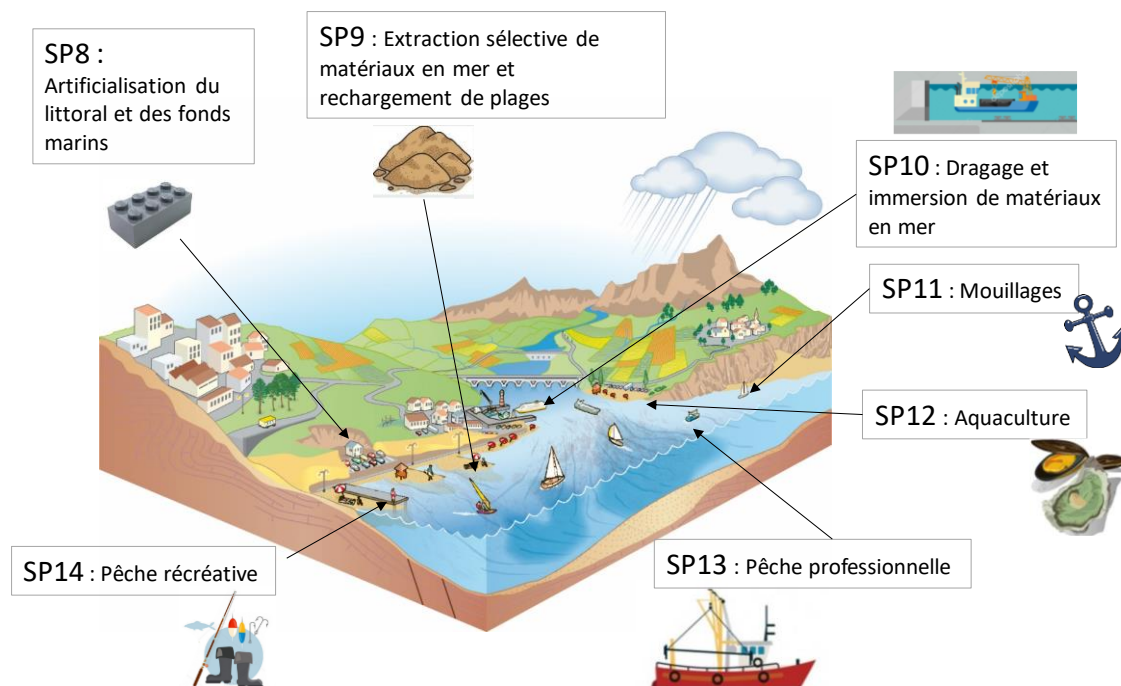 SP8 :
Artificialisation du
littoral et des fonds
marins
SP9 : Extraction sélective de
matériaux en mer et
rechargement de plages
SP10 : Dragage et
immersion de matériaux
en mer
SP11 : Mouillages
SP12 : Aquaculture
SP13 : Pêche professionnelle
SP14 : Pêche récréative